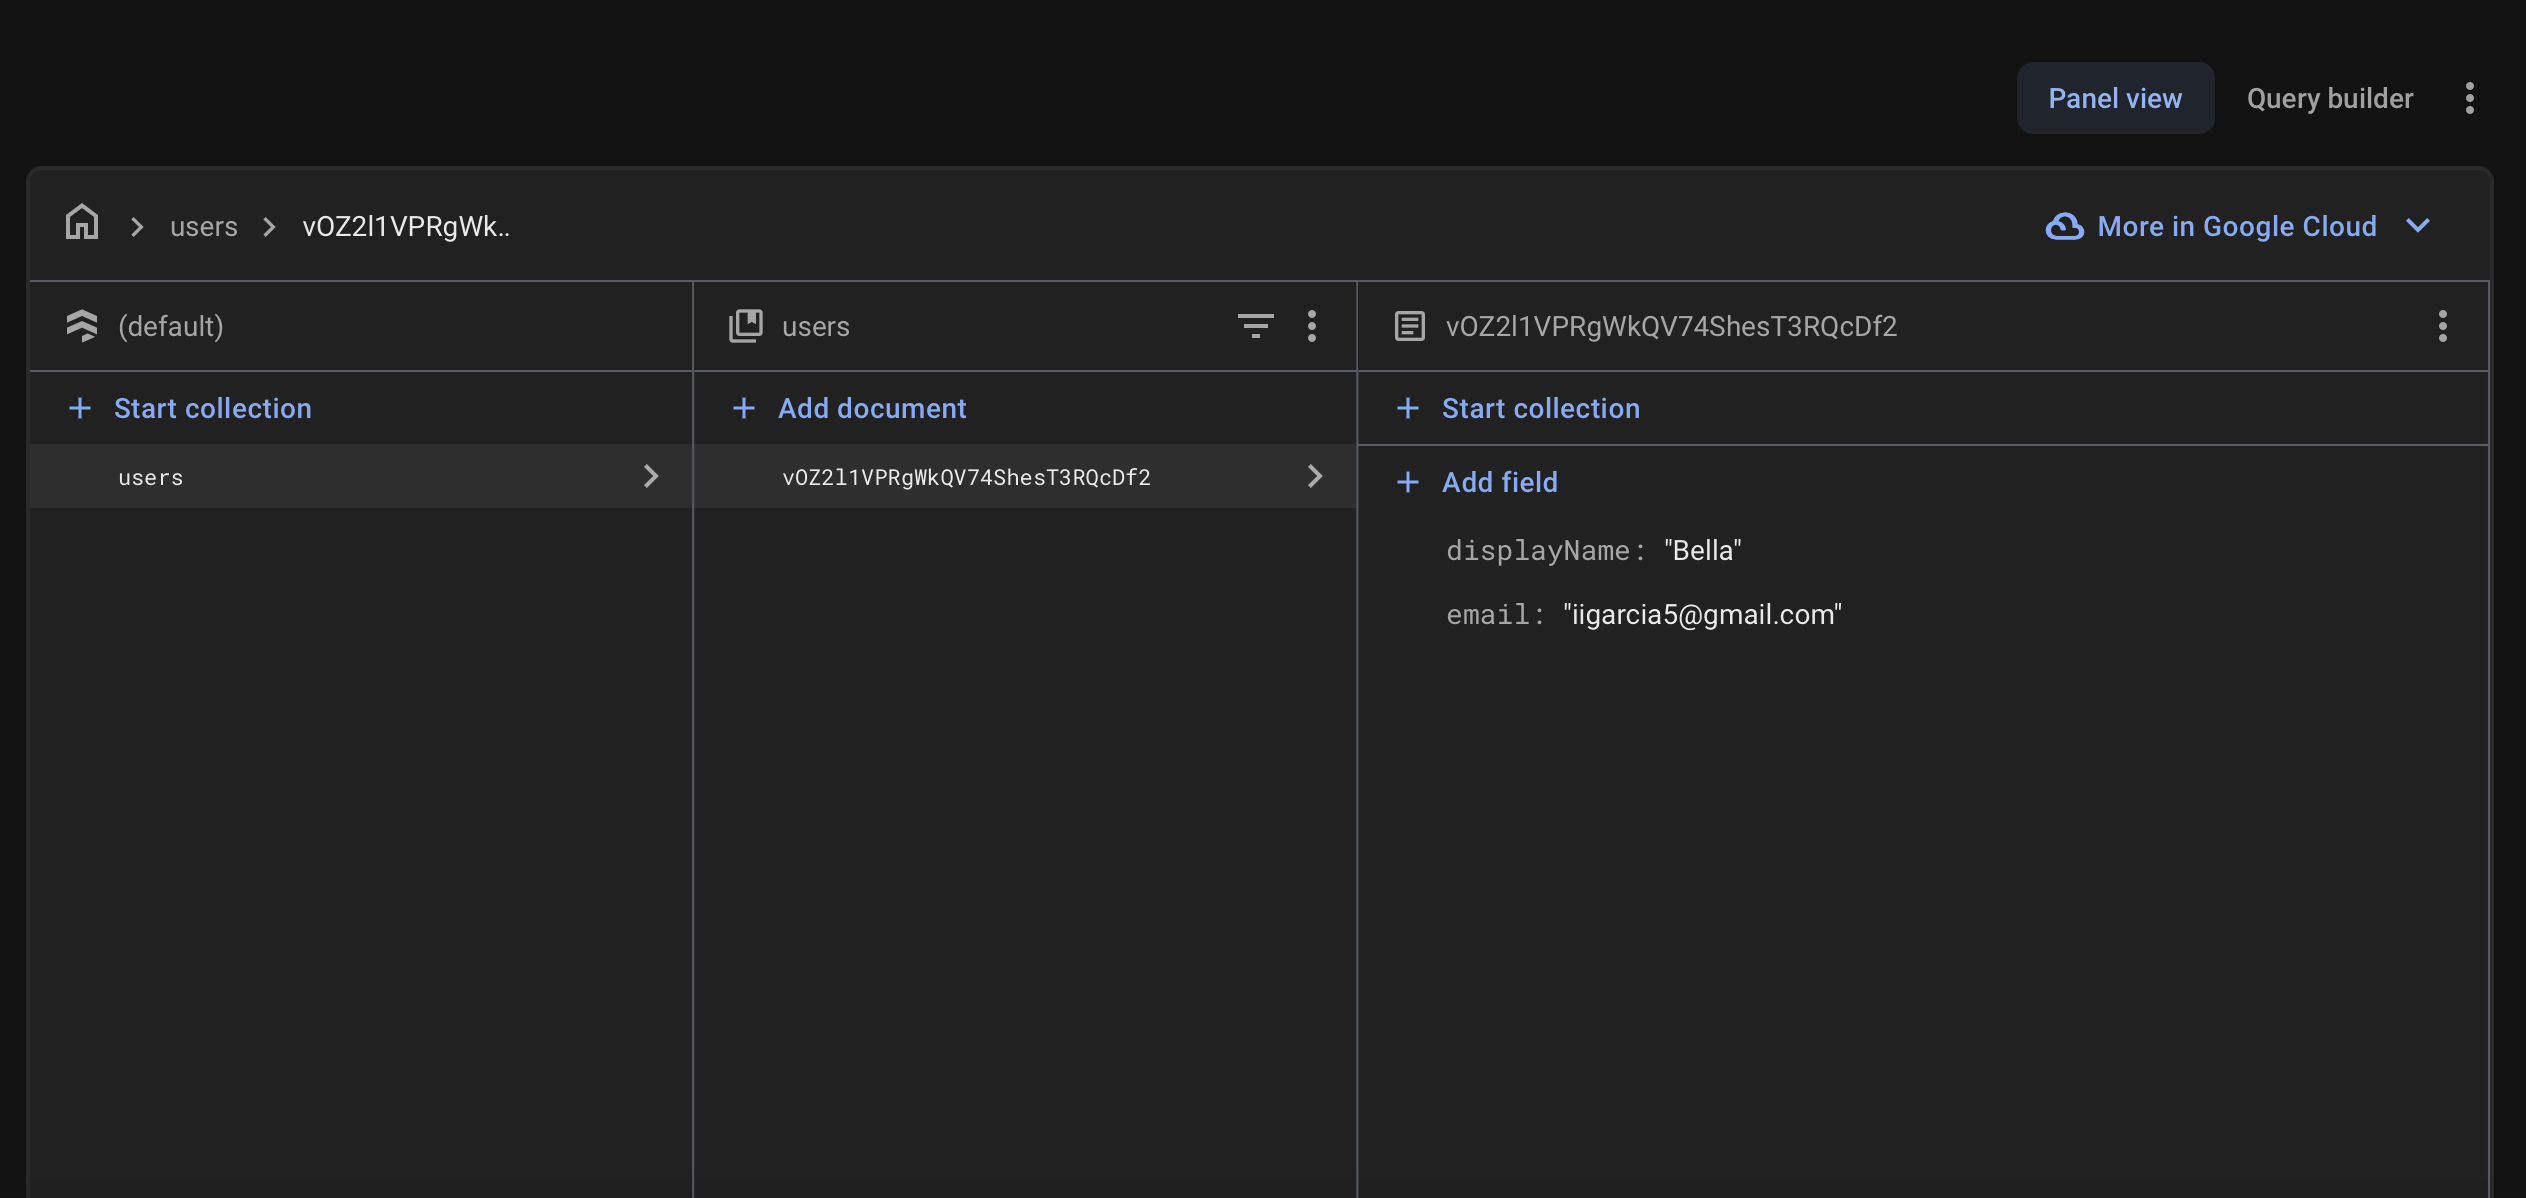 Panel view
Query builder
users
vOZ2l1VPRgWk..
More in Google Cloud
(default)
users
vOZ2l1VPRgWkQV74ShesT3RQcDf2
Start collection
Add document
Start collection
users
vOZ2l1VPRgWkQV74ShesT3RQcDf2
Add field
displayName: "Bella"
email: "iigarcia5@gmail.com"